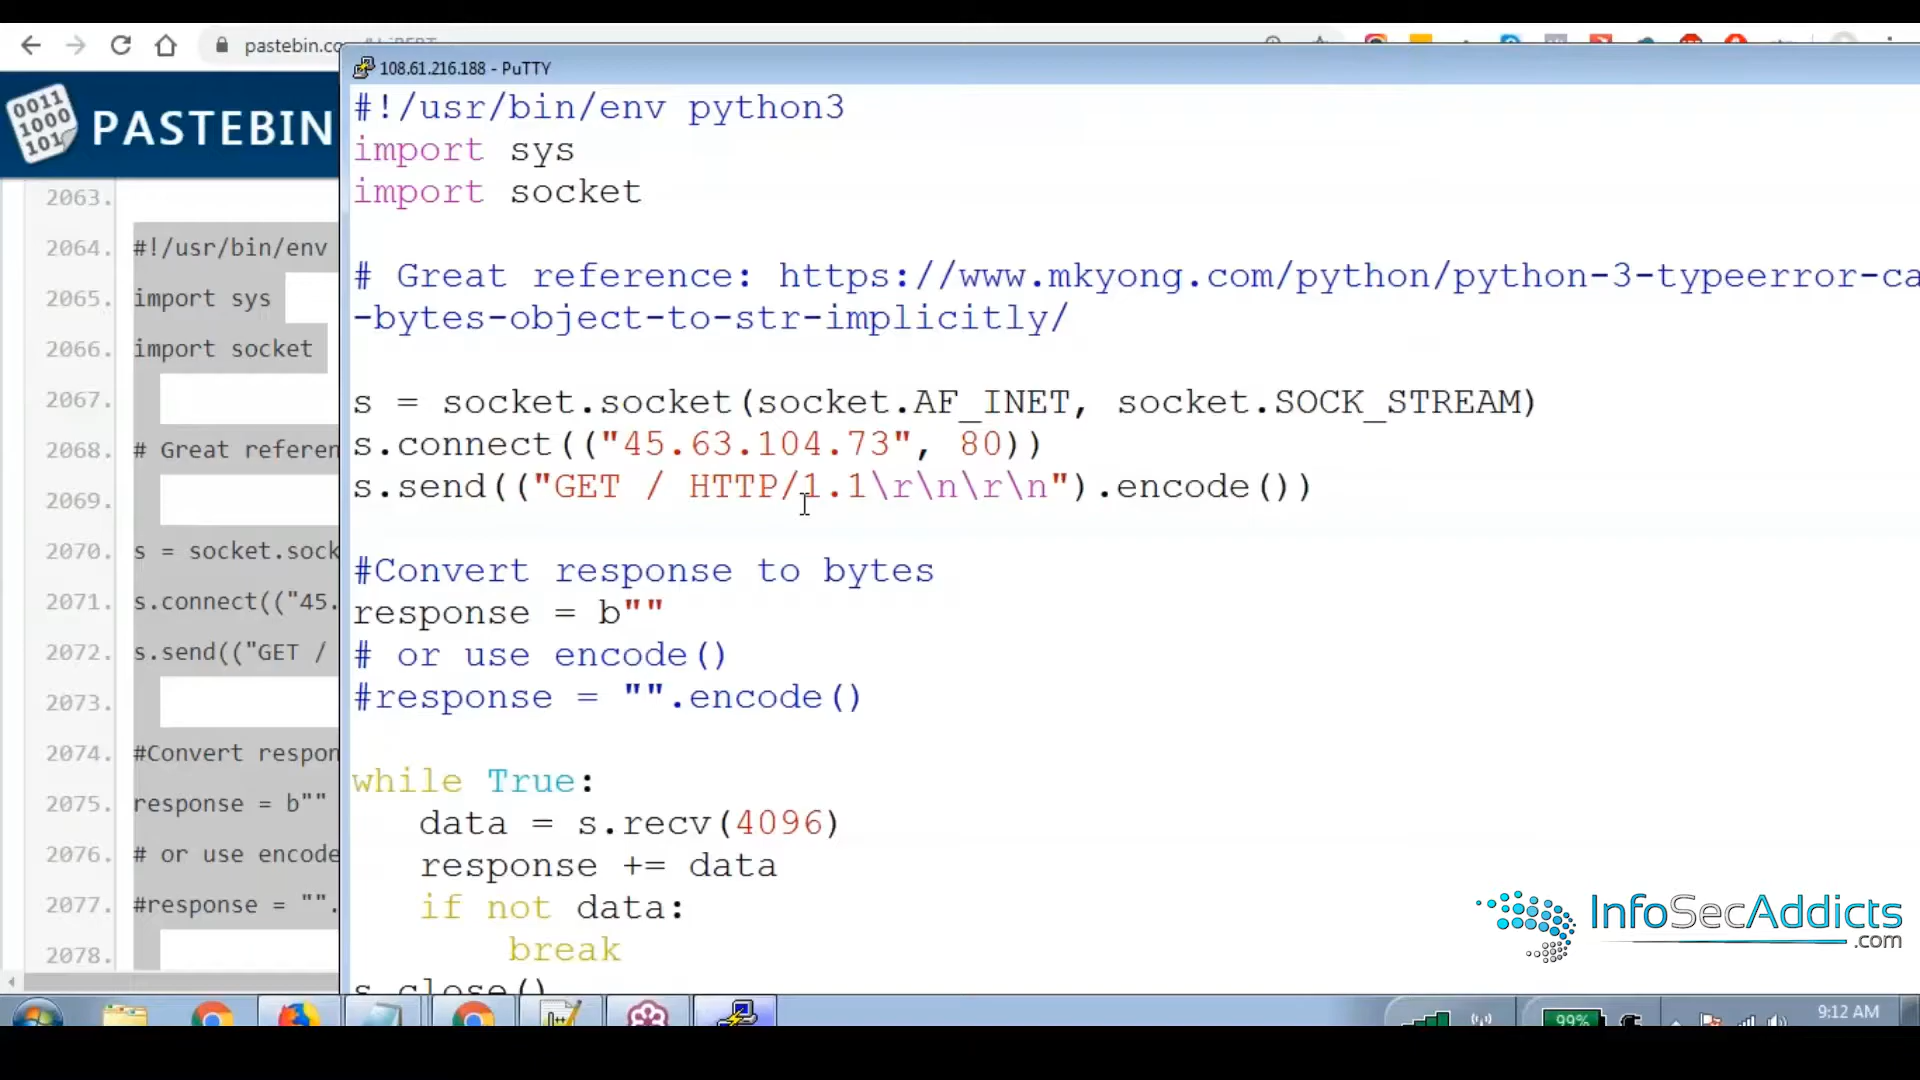 pastebin.co
108.61.216.188 - PuTTY
0011
1000
101
PASTEBIN
2063.
2064. #!/usr/bin/env
2065. import sys
2066. import socket
2067.
2068. # Great referen
2070. s = socket.sock
2071. s.connect(("45.
2072. s.send(("GET /
2073.
2074. #Convert respon
2075. response = b""
2076. # or use encode
2077. #response = "".
2078.
#!/usr/bin/env python3
import sys
import socket
# Great reference: https://www.mkyong.com/python/python-3-typeerror-ca
-bytes-object-to-str-implicitly/
s = socket.socket(socket.AF_INET, socket.SOCK_STREAM)
s.connect(("45.63.104.73", 80))
s.send(("GET / HTTP/1.1\r\n\r\n").encode())
#Convert response to bytes
response = b""
# or use encode()
#response = "".encode()
while True:
data = s.recv(4096)
response += data
if not data:
break
s.close()
InfoSecAddicts
.com
99%
9:12 AM